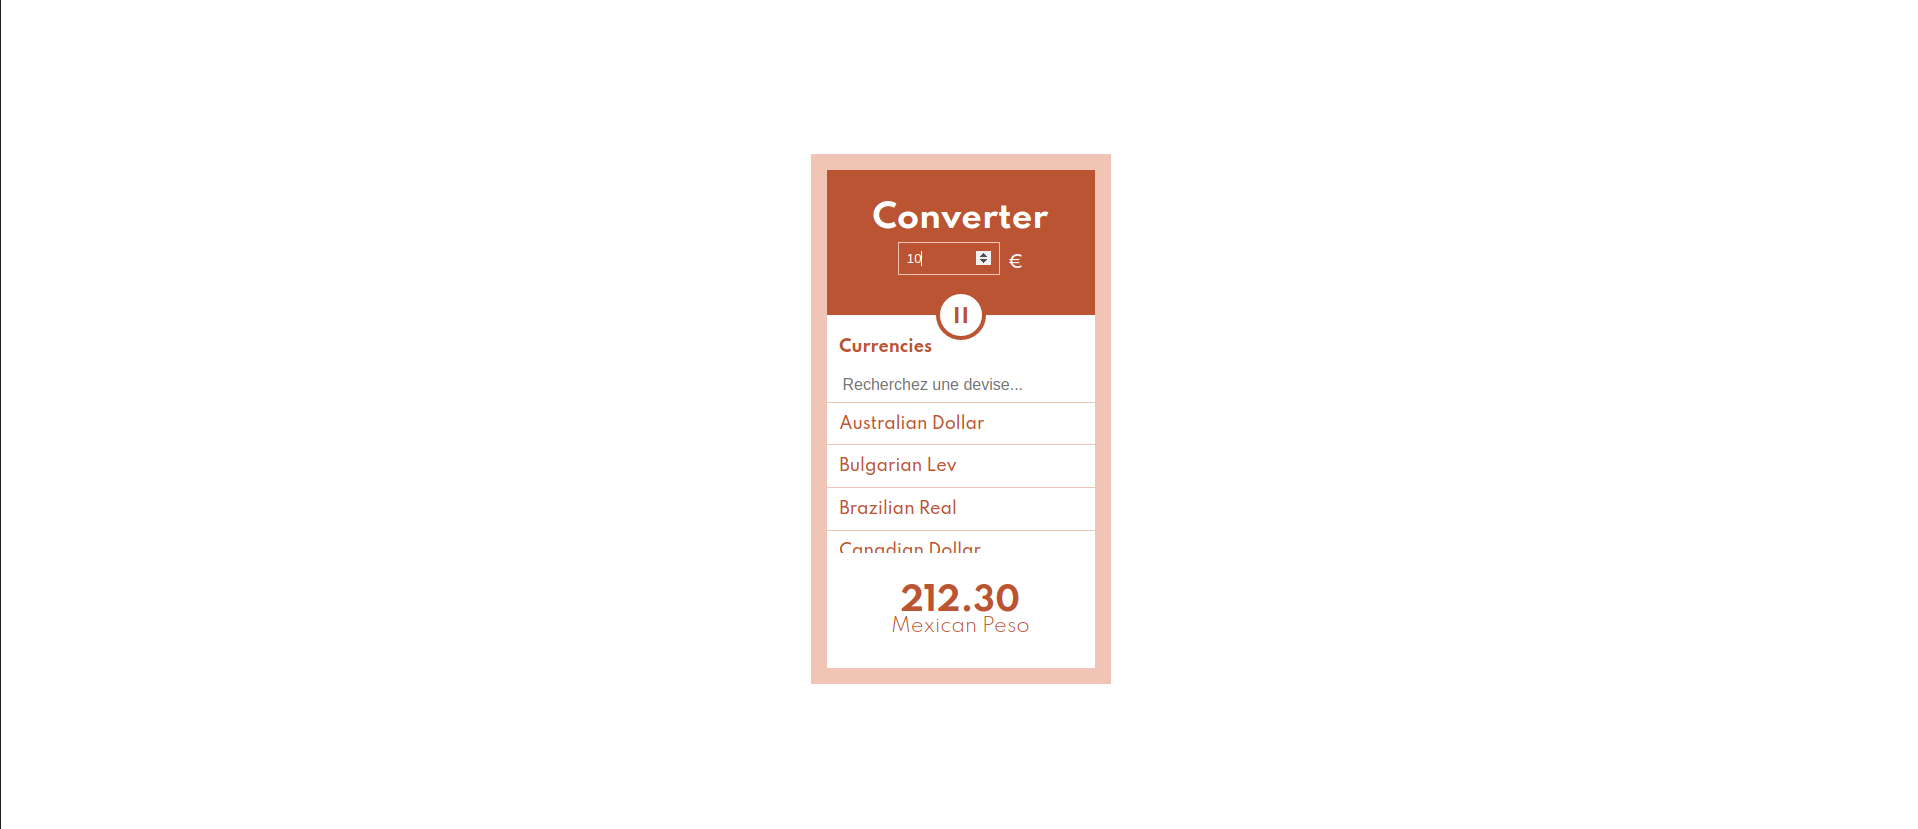 Converter
10 €
Currencies
Recherchez une devise...
Australian Dollar
Bulgarian Lev
Brazilian Real
Canadian Dollar
212.30
Mexican Peso